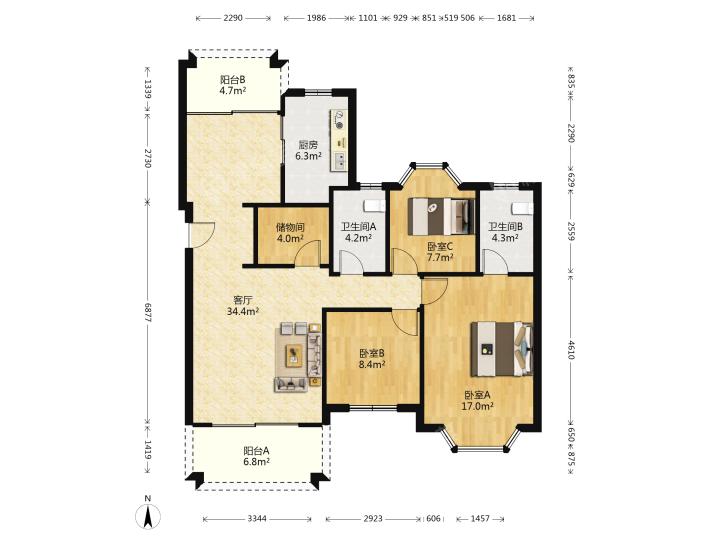 2290 1986 1101 929 851 519 506 1681
1339
2730
6877
1419
835
2290
629
2559
4610
650
875
阳台B
4.7m²
厨房
6.3m²
储物间
4.0m²
卫生间A
4.2m²
卧室C
7.7m²
卫生间B
4.3m²
客厅
34.4m²
卧室B
8.4m²
卧室A
17.0m²
阳台A
6.8m²
N
3344 2923 606 1457